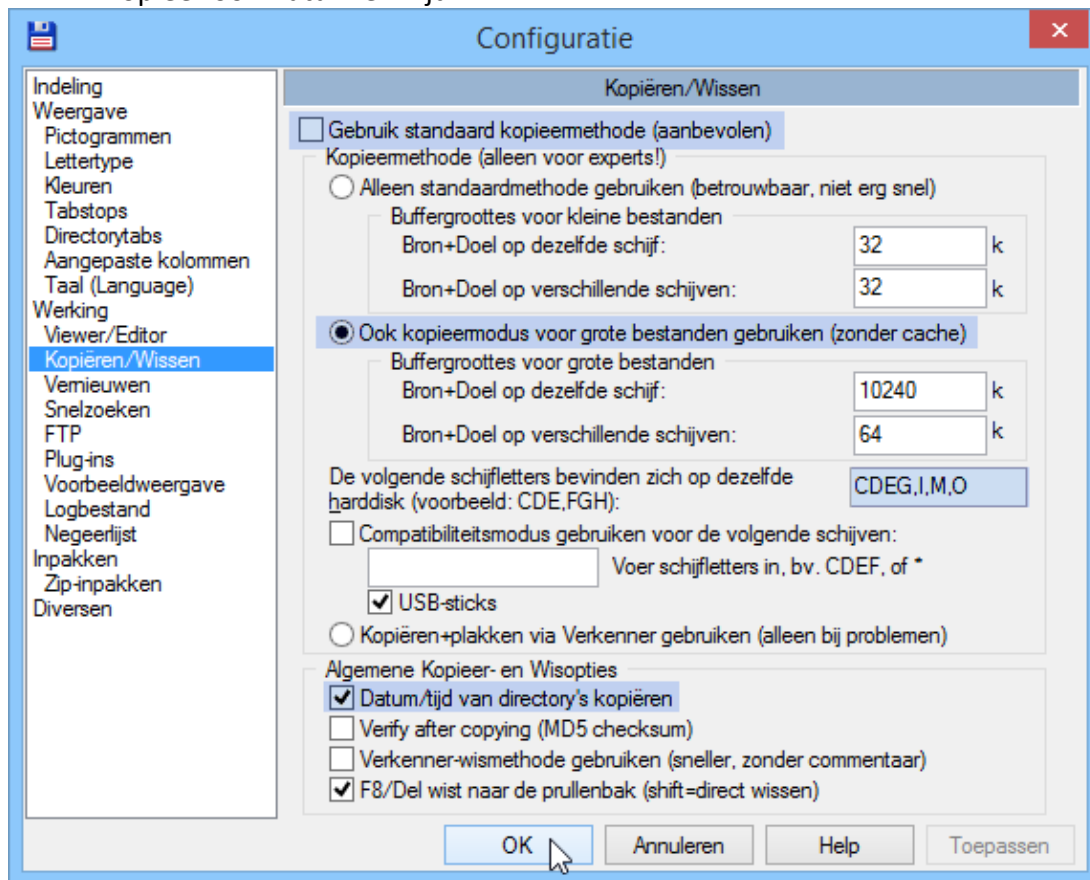 Configuratie
Indeling
Weergave
Pictogrammen
Lettertype
Kleuren
Tabstops
Directorytabs
Aangepaste kolommen
Taal (Language)
Werking
Viewer/Editor
Kopiëren/Wissen
Vernieuwen
Snelzoeken
FTP
Plug-ins
Voorbeeldweergave
Logbestand
Negeerlijst
Inpakken
Zip-inpakken
Diversen
Kopiëren/Wissen
Gebruik standaard kopieermethode (aanbevolen)
Kopieermethode (alleen voor experts!)
Alleen standaardmethode gebruiken (betrouwbaar, niet erg snel)
Buffergroottes voor kleine bestanden
Bron+Doel op dezelfde schijf: 32 k
Bron+Doel op verschillende schijven: 32 k
Ook kopieermodus voor grote bestanden gebruiken (zonder cache)
Buffergroottes voor grote bestanden
Bron+Doel op dezelfde schijf: 10240 k
Bron+Doel op verschillende schijven: 64 k
De volgende schijfletters bevinden zich op dezelfde
harddisk (voorbeeld: CDE,FGH): CDEG,I,M,O
Compatibiliteitsmodus gebruiken voor de volgende schijven:
Voer schijfletters in, bv. CDEF, of *
USB-sticks
Kopiëren+plakken via Verkenner gebruiken (alleen bij problemen)
Algemene Kopieer- en Wisopties
Datum/tijd van directory's kopiëren
Verify after copying (MD5 checksum)
Verkenner-wismethode gebruiken (sneller, zonder commentaar)
F8/Del wist naar de prullenbak (shift=direct wissen)
OK Annuleren Help Toepassen